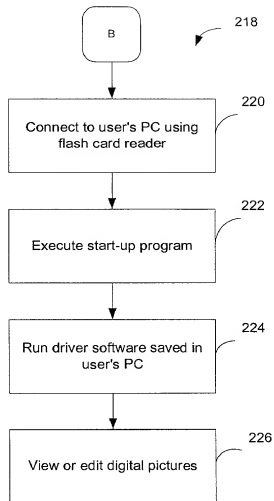 B
218
220
Connect to user's PC using
flash card reader
222
Execute start-up program
224
Run driver software saved in
user's PC
226
View or edit digital pictures